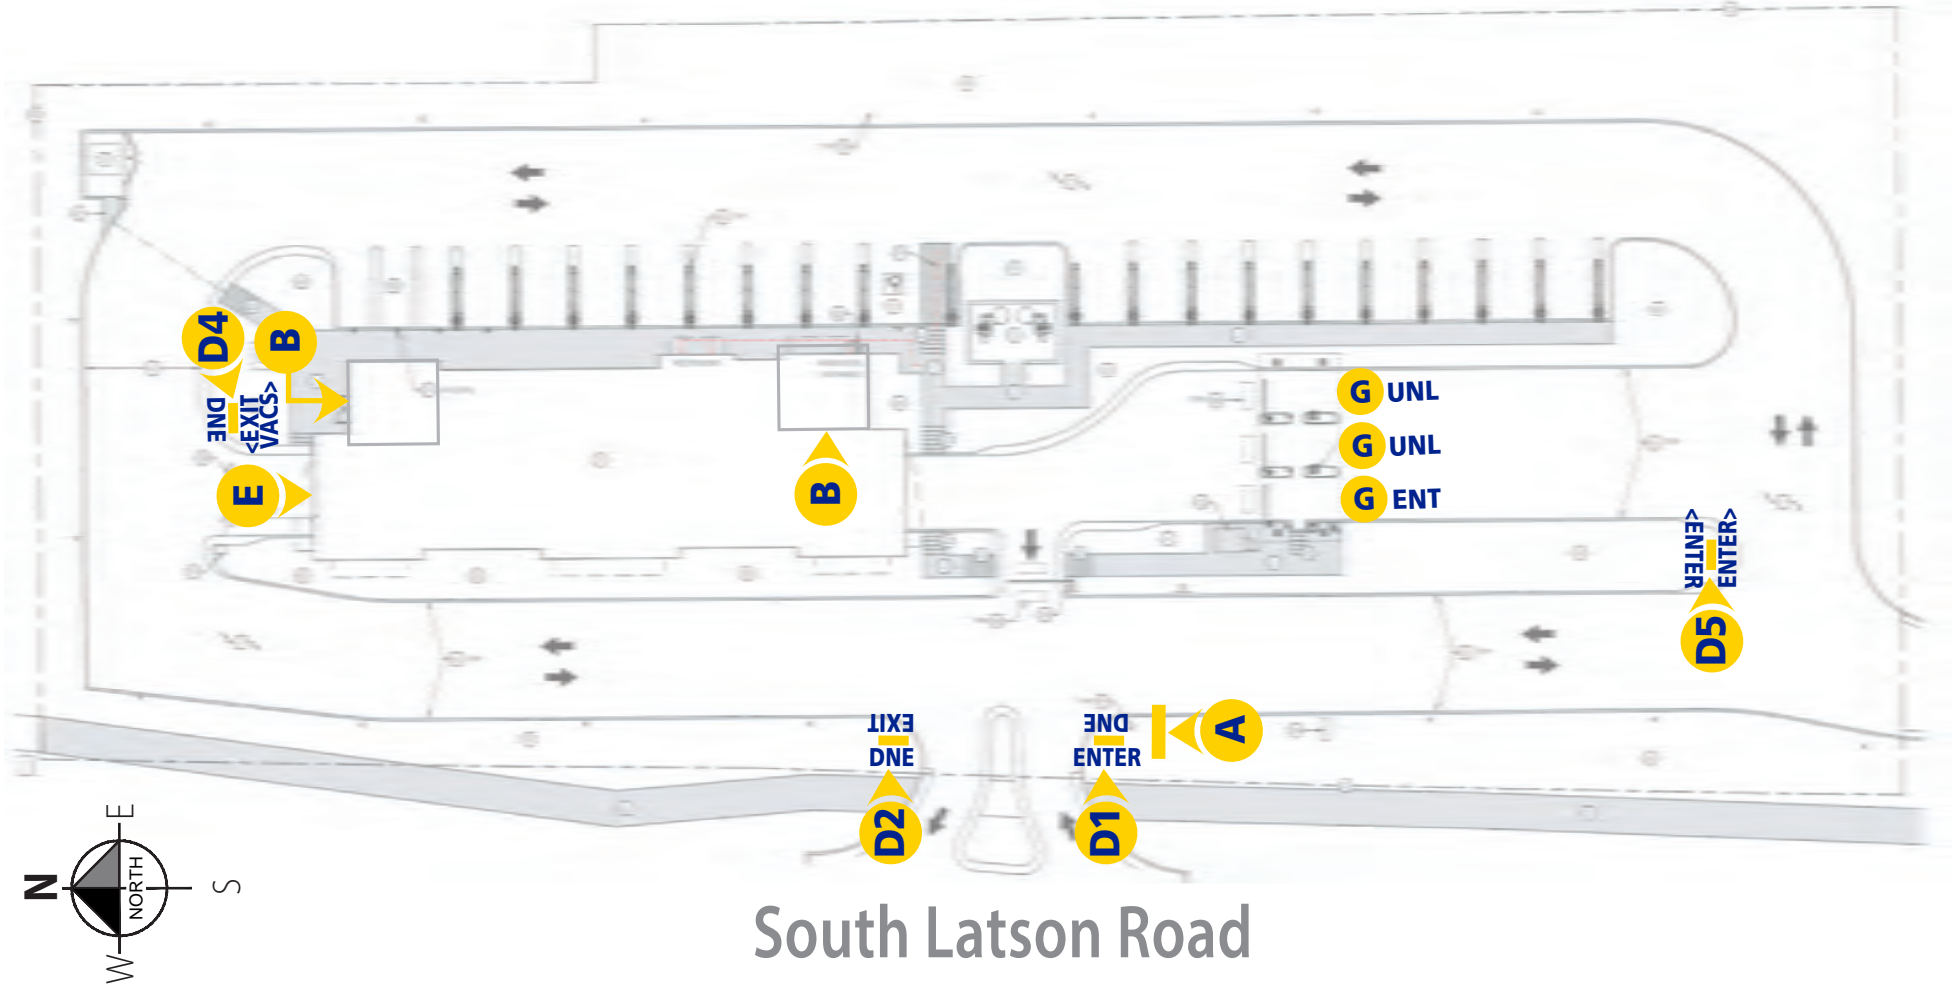 D4
B
DNE
<EXIT
VACS>
E
B
G UNL
G UNL
G ENT
<ENTER
ENTER>
D5
EXIT
DNE
D2
DNE
ENTER
D1
A
N
E
S
W
NORTH
South Latson Road